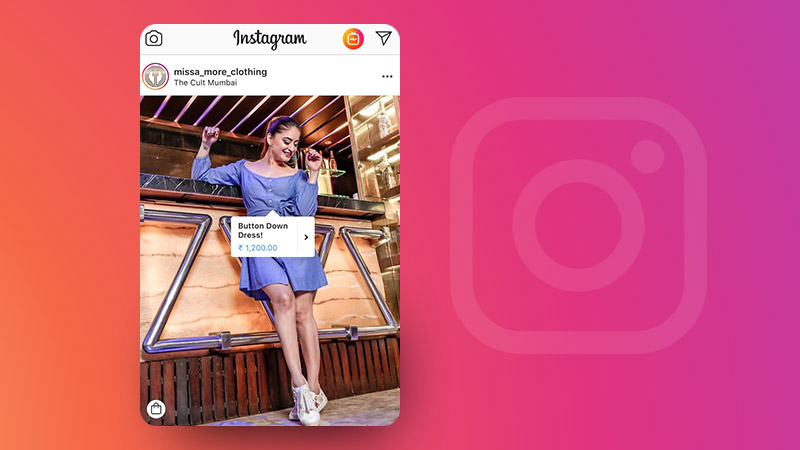 Instagram
missa_more_clothing
The Cult Mumbai
Button Down
Dress!
₹ 1,200.00